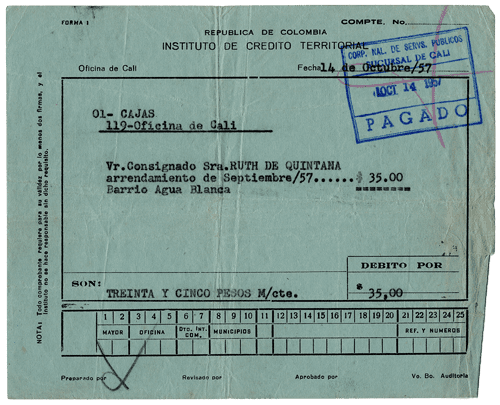 FORMA 1
COMPTE. No.
REPUBLICA DE COLOMBIA
INSTITUTO DE CREDITO TERRITORIAL
Oficina de Cali
Fecha 14 de Octubre/57
CORP. NAL. DE SERVS. PÚBLICOS
SUCURSAL DE CALI
OCT 14 1957
PAGADO
01- CAJAS
119-Oficina de Cali
Vr.Consignado Sra.RUTH DE QUINTANA
arrendamiento de Septiembre/57...... $ 35.00
Barrio Agua Blanca ========
DEBITO POR
SON:
TREINTA Y CINCO PESOS M/cte. $ 35,00
1 2 3 4 5 6 7 8 9 10 11 12 13 14 15 16 17 18 19 20 21 22 23 24 25
MAYOR OFICINA OTC. INT. COM. MUNICIPIOS REF. Y NUMEROS
Preparado por Revisado por Aprobado por Vo. Bo. Auditoria
NOTA: Todo comprobante requiere para su validez por lo menos dos firmas, y el
Instituto no se hace responsable sin dicho requisito.